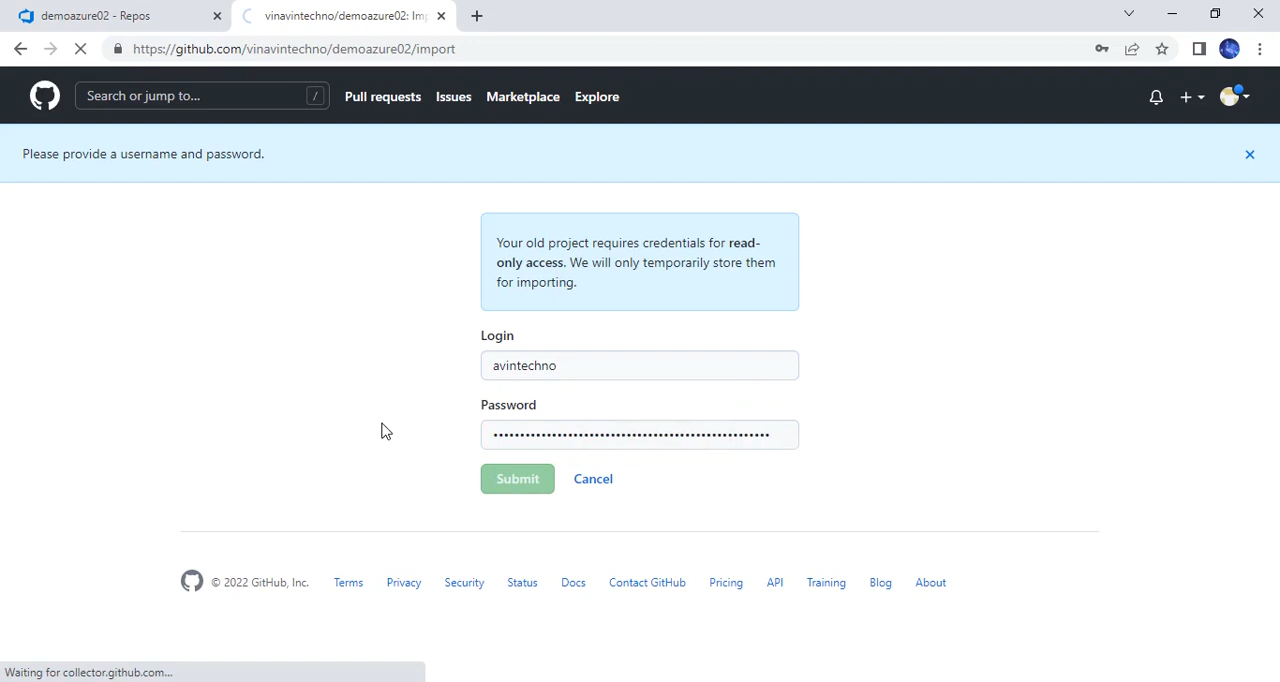 demoazure02 - Repos
vinavintechno/demoazure02: Im
https://github.com/vinavintechno/demoazure02/import
Search or jump to...
/
Pull requests
Issues
Marketplace
Explore
Please provide a username and password.
Your old project requires credentials for read-
only access. We will only temporarily store them
for importing.
Login
avintechno
Password
••••••••••••••••••••••••••••••••••••••••••••••••••••
Submit
Cancel
© 2022 GitHub, Inc.
Terms
Privacy
Security
Status
Docs
Contact GitHub
Pricing
API
Training
Blog
About
Waiting for collector.github.com...